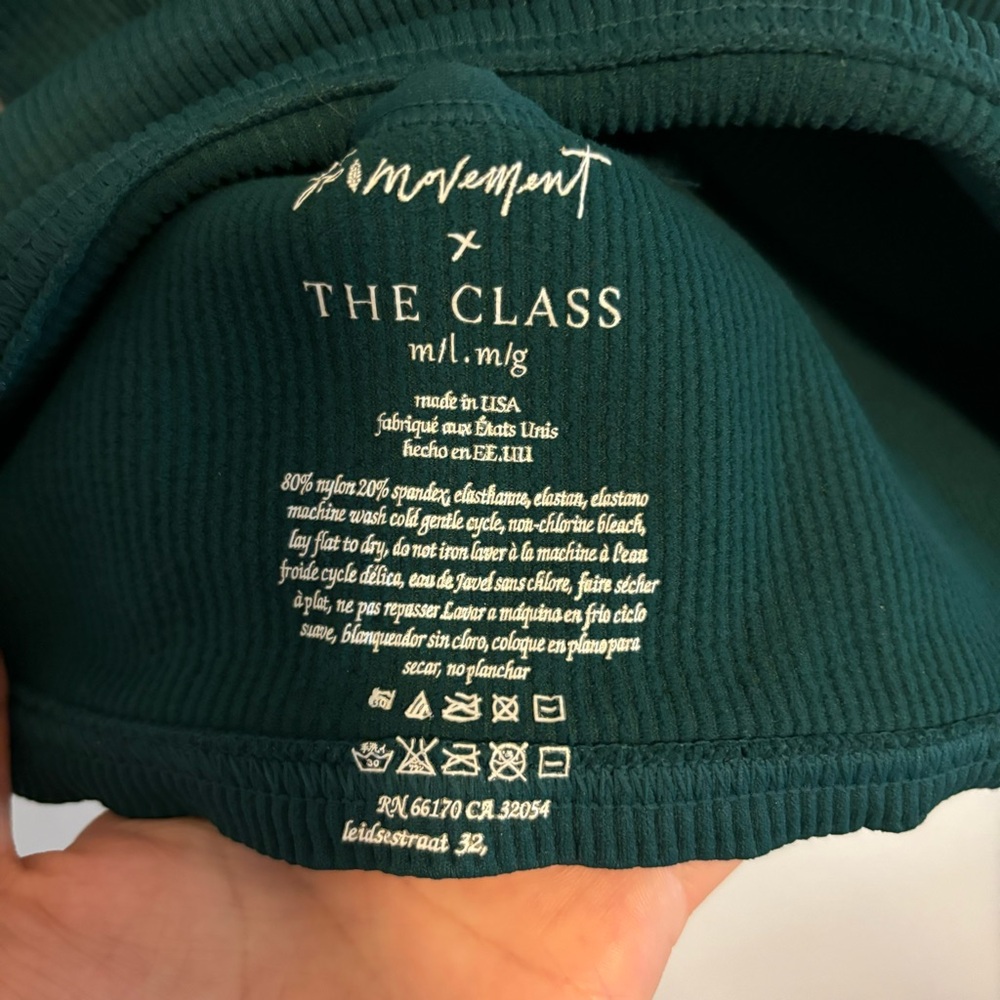 movement
x
THE CLASS
m/l.m/g
made in USA
fabriqué aux États Unis
hecho en EE.UU
80% nylon 20% spandex, elasthanne, elastan, elastano
machine wash cold gentle cycle, non-chlorine bleach,
lay flat to dry, do not iron laver à la machine à l'eau
froide cycle délica, eau de Javel sans chlore, faire sécher
à plat, ne pas repasser Lavar a máquina en frio ciclo
suave, blanqueador sin cloro, coloque en plano para
secar, no planchar
30
30
RN 66170 CA 32054
leidsestraat 32,